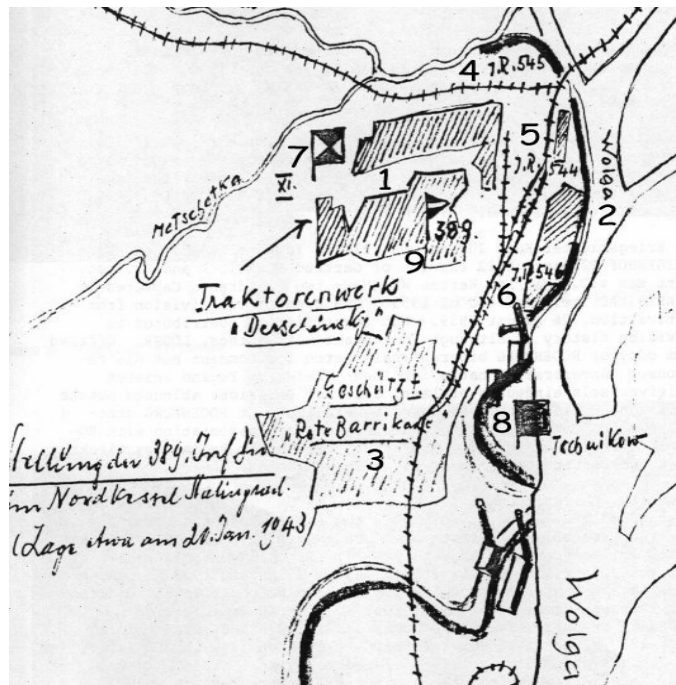 4 J.R. 545
5
J.R. 544
Wolga
2
7
XI.
1
Metschetka
389.
9
J.R. 546
6
Traktorenwerk
"Derschinsky"
Geschütz
"Rote Barrikade"
3
8
Technikow
Stellung der 389. Inf. Div
im Nordkessel Stalingrad.
(Lage etwa am 20. Jan. 1943
Wolga